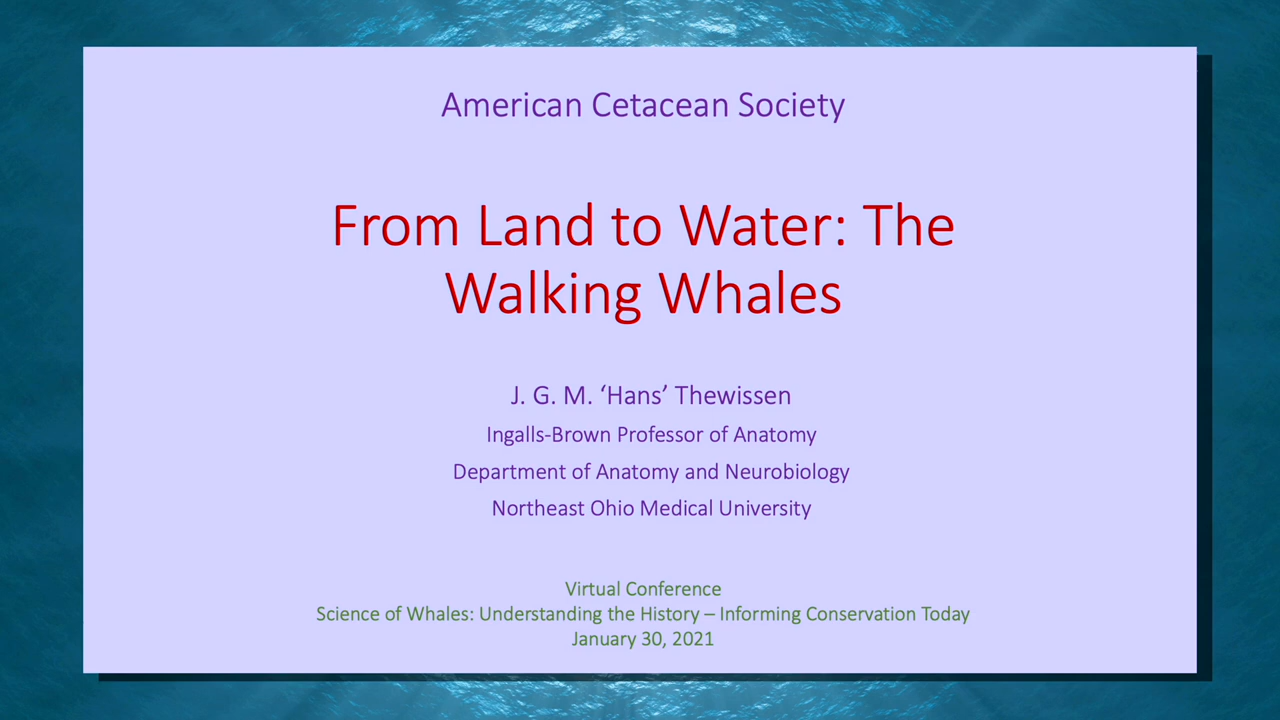 American Cetacean Society
From Land to Water: The
Walking Whales
J. G. M. ‘Hans’ Thewissen
Ingalls-Brown Professor of Anatomy
Department of Anatomy and Neurobiology
Northeast Ohio Medical University
Virtual Conference
Science of Whales: Understanding the History – Informing Conservation Today
January 30, 2021